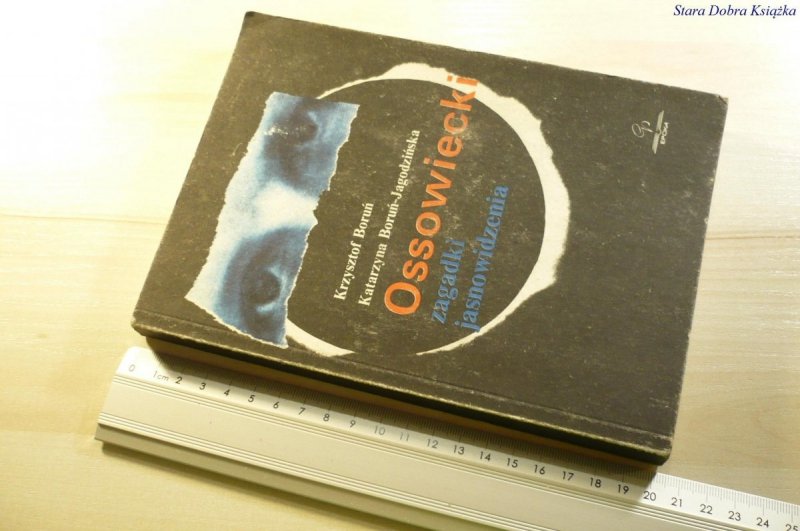 Stara Dobra Książka
Krzysztof Boruń
Katarzyna Boruń-Jagodzińska
Ossowiecki
zagadki
jasnowidzenia
EPOKA
0 1cm 2 3 4 5 6 7 8 9 10 11 12 13 14 15 16 17 18 19 20 21 22 23 24 25